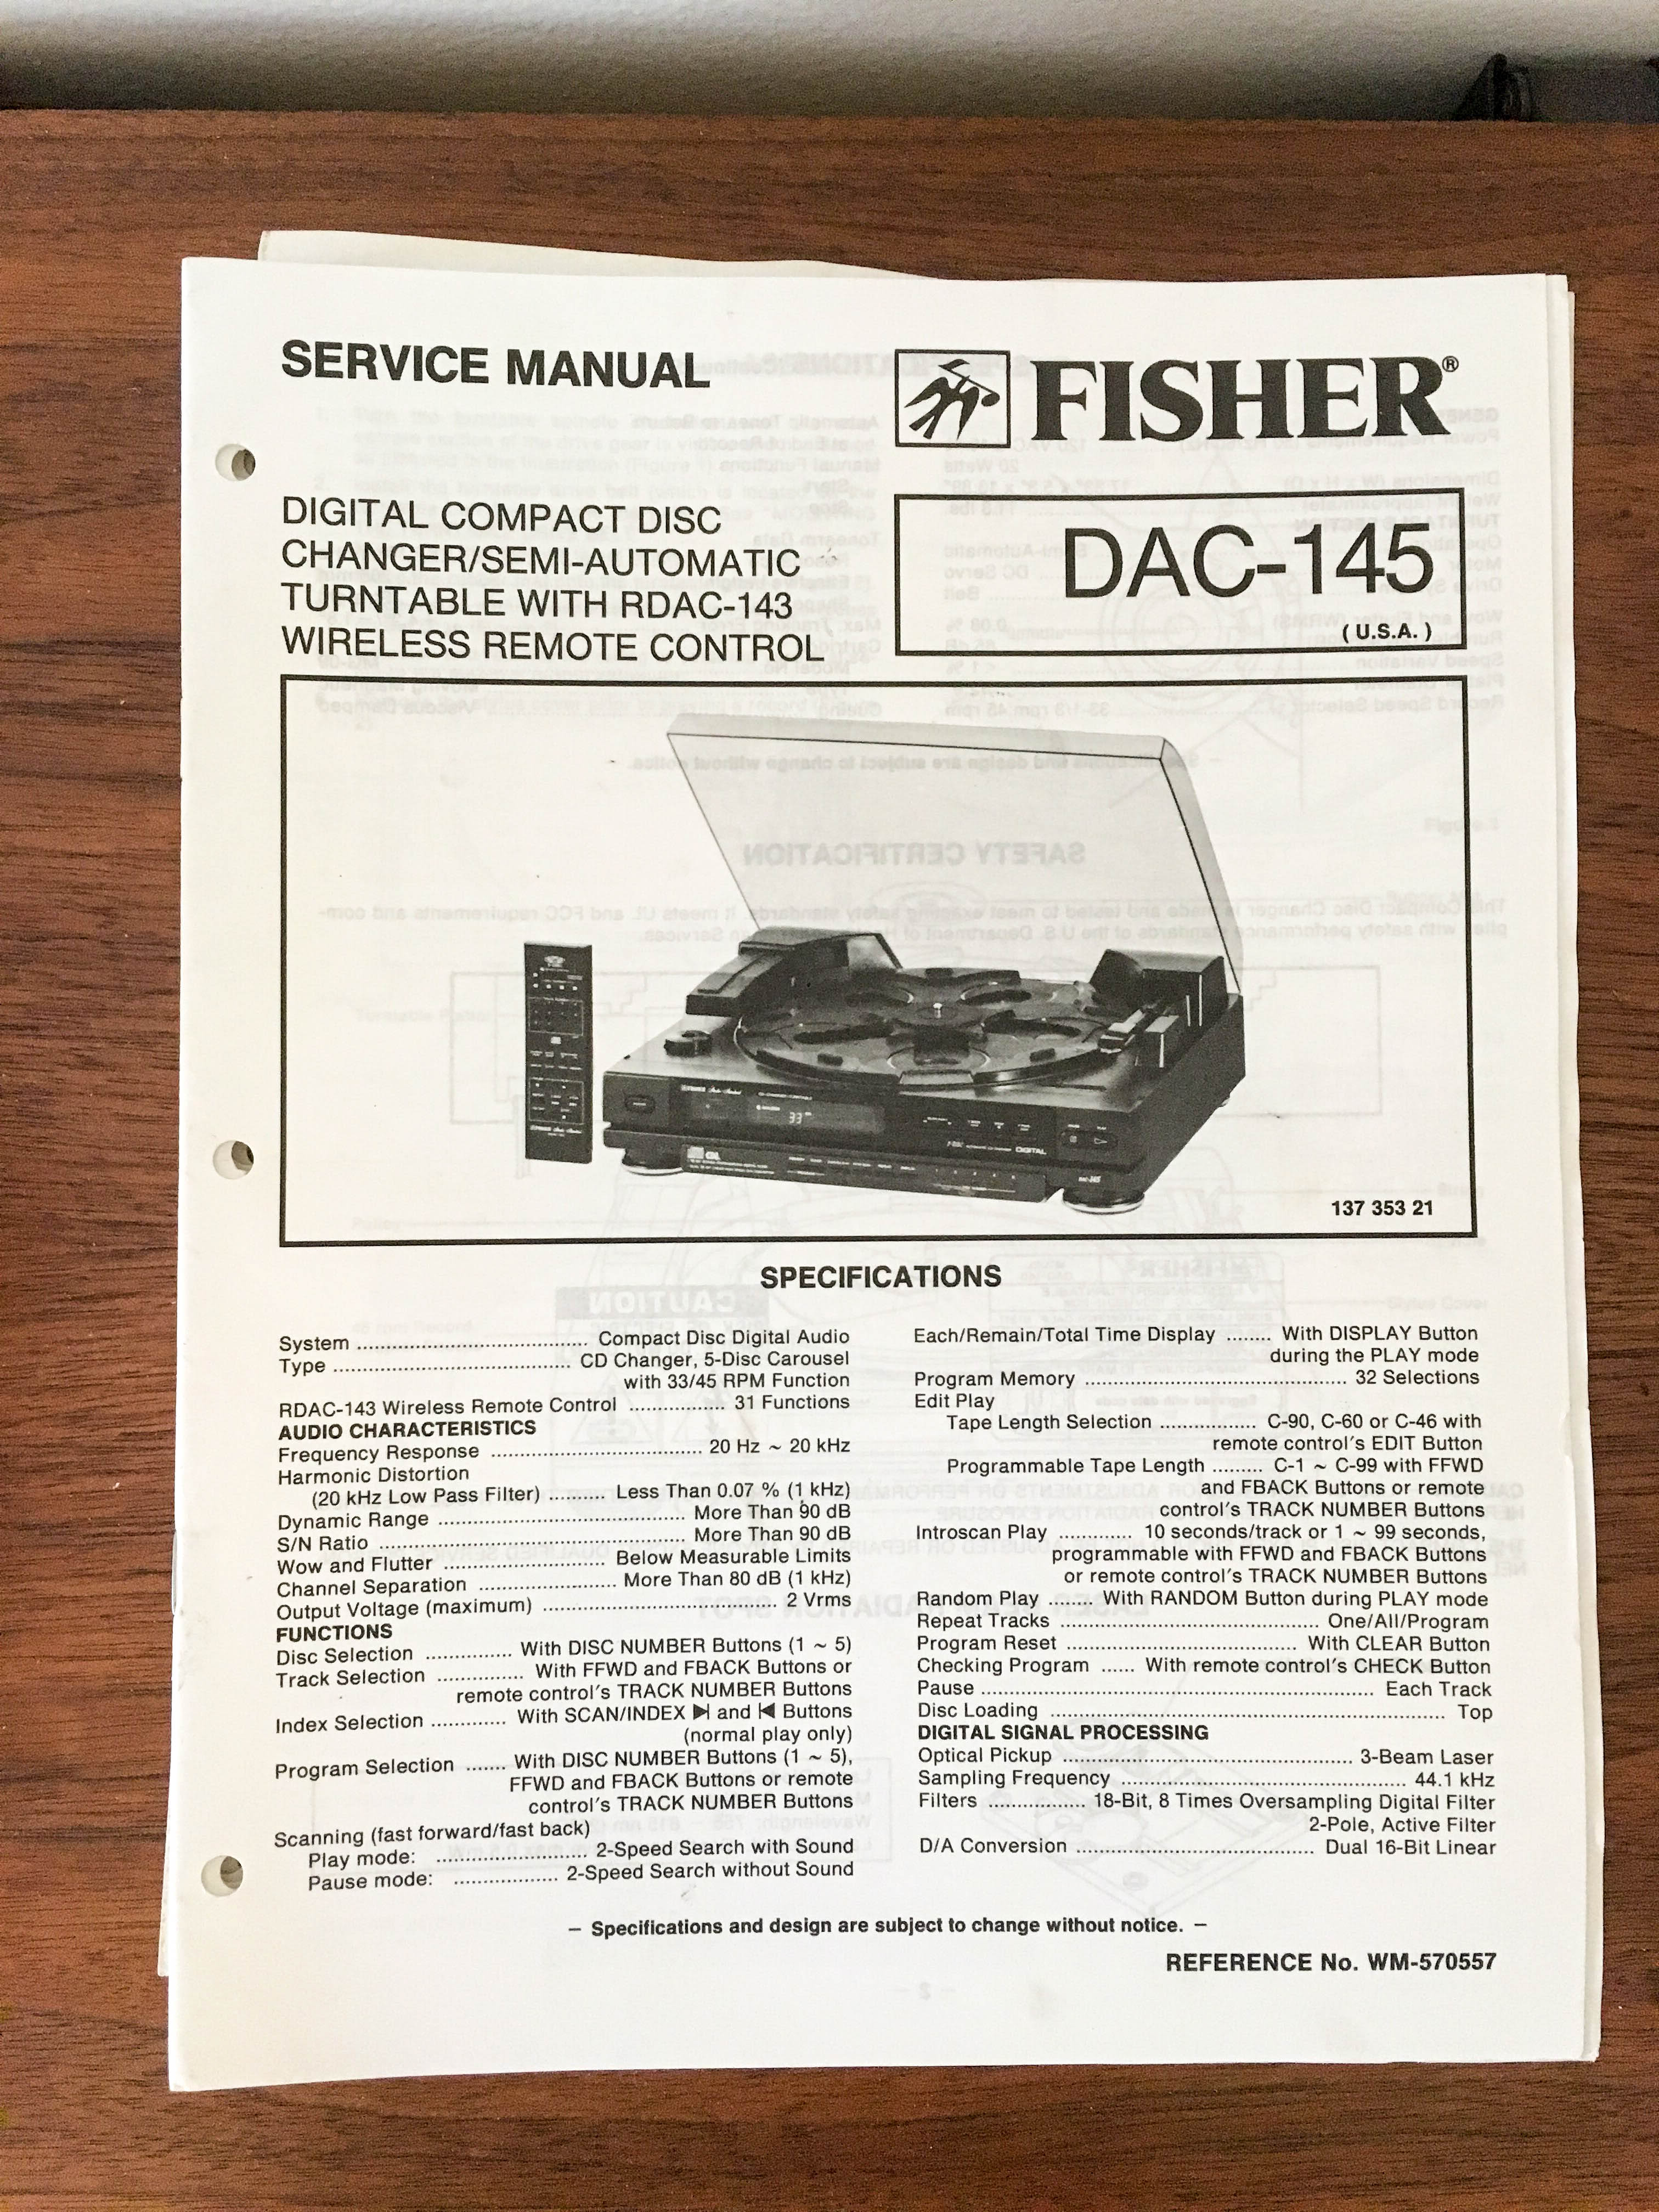 SERVICE MANUAL
FISHER®
DIGITAL COMPACT DISC
CHANGER/SEMI-AUTOMATIC
TURNTABLE WITH RDAC-143
WIRELESS REMOTE CONTROL
DAC-145
( U.S.A. )
FISHER
33
DIGITAL
DAC-145
137 353 21
SPECIFICATIONS
System ........ Compact Disc Digital Audio
Type ........ CD Changer, 5-Disc Carousel
with 33/45 RPM Function
RDAC-143 Wireless Remote Control ........ 31 Functions
AUDIO CHARACTERISTICS
Frequency Response ........ 20 Hz ~ 20 kHz
Harmonic Distortion
(20 kHz Low Pass Filter) ........ Less Than 0.07 % (1 kHz)
Dynamic Range ........ More Than 90 dB
S/N Ratio ........ More Than 90 dB
Wow and Flutter ........ Below Measurable Limits
Channel Separation ........ More Than 80 dB (1 kHz)
Output Voltage (maximum) ........ 2 Vrms
FUNCTIONS
Disc Selection ........ With DISC NUMBER Buttons (1 ~ 5)
Track Selection ........ With FFWD and FBACK Buttons or
remote control's TRACK NUMBER Buttons
Index Selection ........ With SCAN/INDEX ▶| and |◀ Buttons
(normal play only)
Program Selection ....... With DISC NUMBER Buttons (1 ~ 5),
FFWD and FBACK Buttons or remote
control's TRACK NUMBER Buttons
Scanning (fast forward/fast back)
Play mode: ........ 2-Speed Search with Sound
Pause mode: ........ 2-Speed Search without Sound
Each/Remain/Total Time Display ........ With DISPLAY Button
during the PLAY mode
Program Memory ........ 32 Selections
Edit Play
Tape Length Selection ........ C-90, C-60 or C-46 with
remote control's EDIT Button
Programmable Tape Length ......... C-1 ~ C-99 with FFWD
and FBACK Buttons or remote
control's TRACK NUMBER Buttons
Introscan Play ........ 10 seconds/track or 1 ~ 99 seconds,
programmable with FFWD and FBACK Buttons
or remote control's TRACK NUMBER Buttons
Random Play ........ With RANDOM Button during PLAY mode
Repeat Tracks ........ One/All/Program
Program Reset ........ With CLEAR Button
Checking Program ...... With remote control's CHECK Button
Pause ........ Each Track
Disc Loading ........ Top
DIGITAL SIGNAL PROCESSING
Optical Pickup ........ 3-Beam Laser
Sampling Frequency ........ 44.1 kHz
Filters ........ 18-Bit, 8 Times Oversampling Digital Filter
2-Pole, Active Filter
D/A Conversion ........ Dual 16-Bit Linear
– Specifications and design are subject to change without notice. –
REFERENCE No. WM-570557